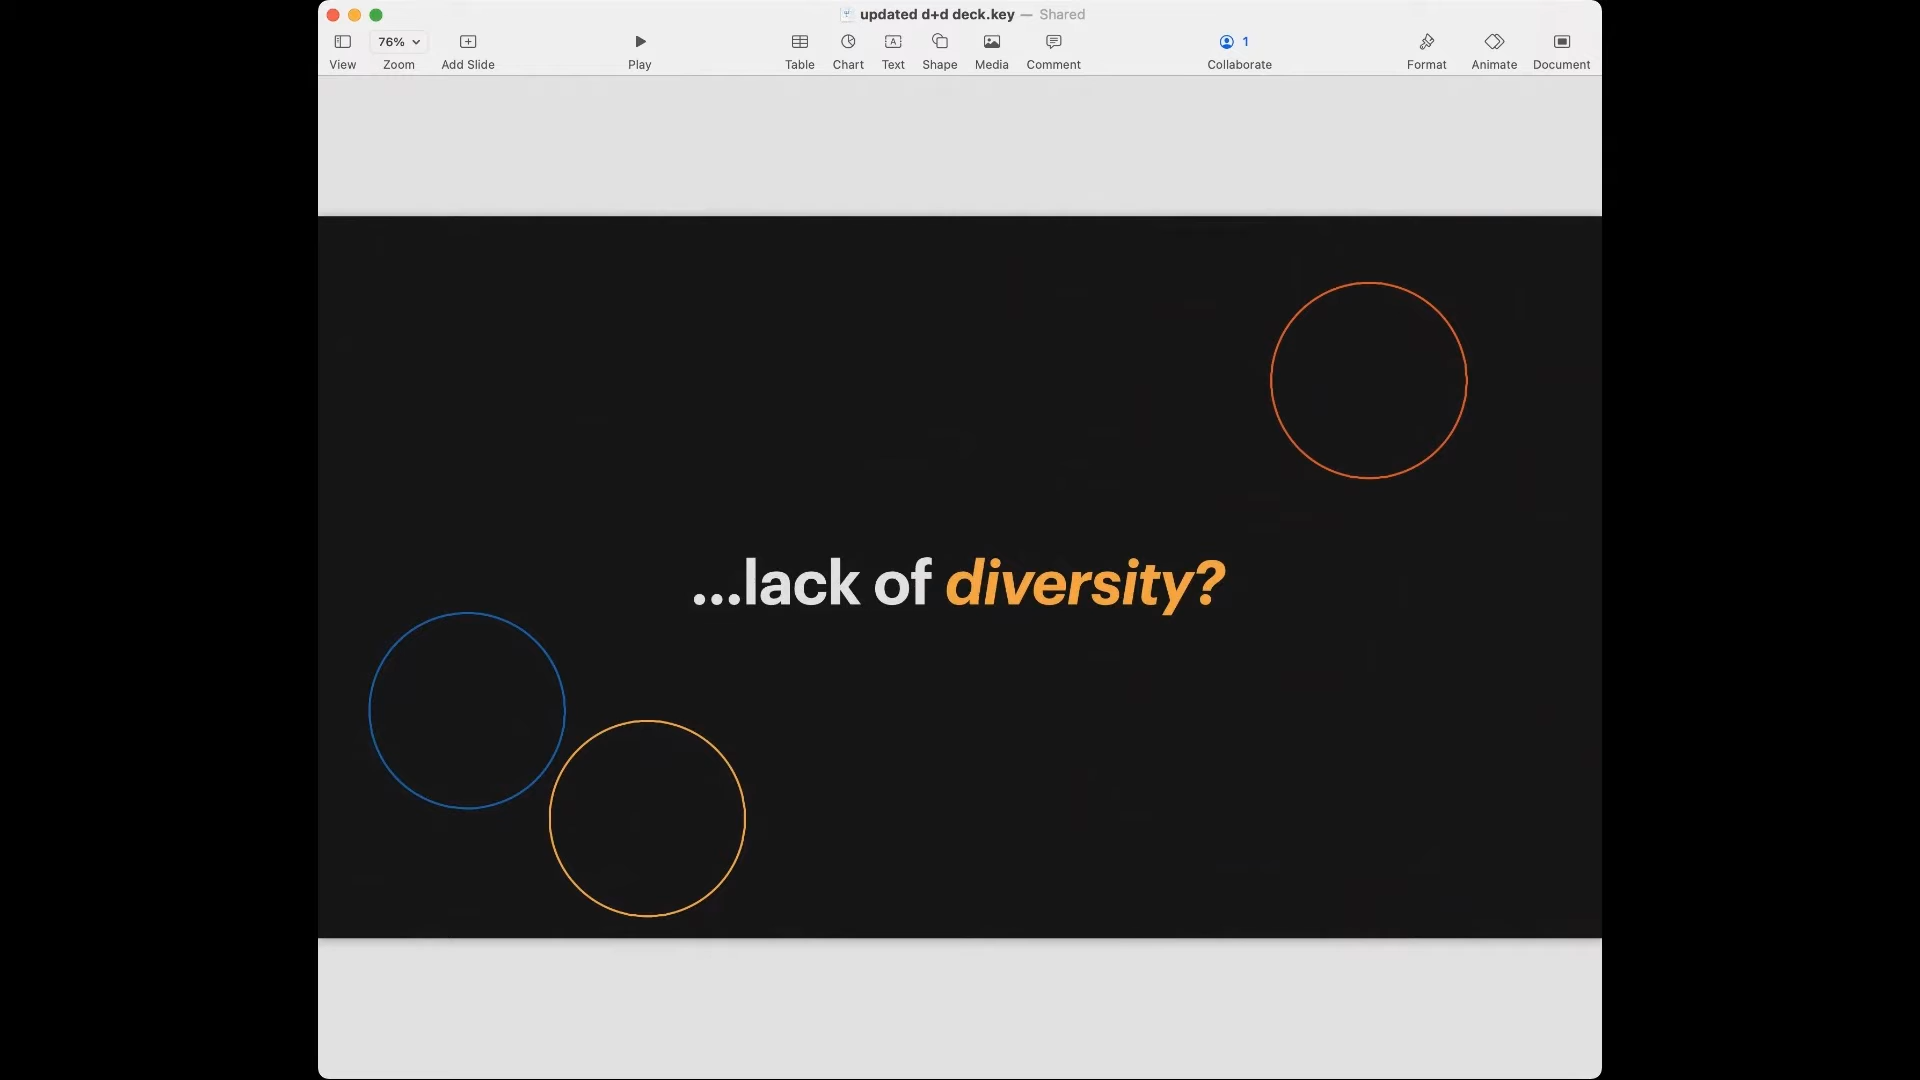 updated d+d deck.key — Shared
76%
1
View
Zoom
Add Slide
Play
Table
Chart
Text
Shape
Media
Comment
Collaborate
Format
Animate
Document
...lack of diversity?